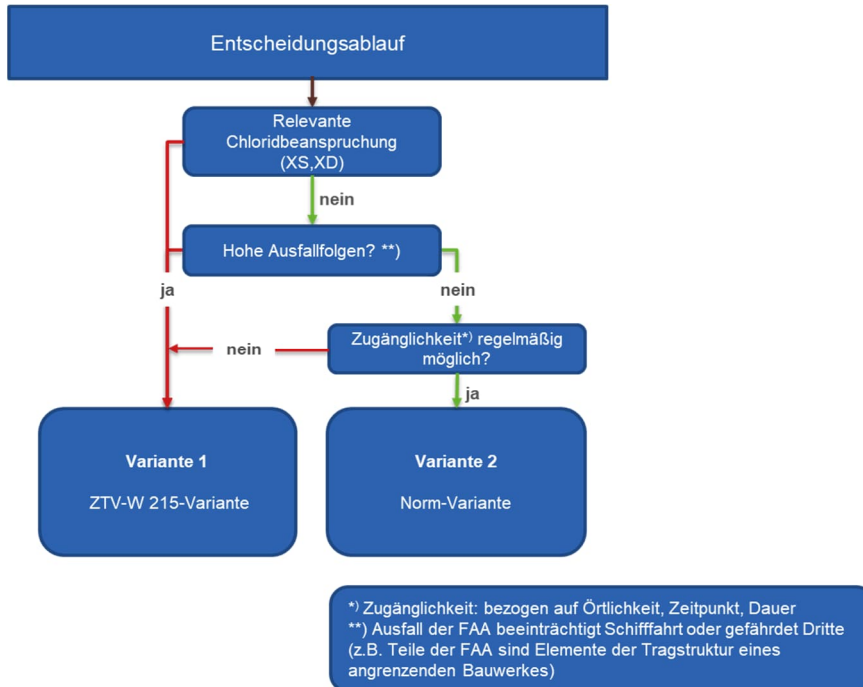 Entscheidungsablauf
Relevante
Chloridbeanspruchung
(XS,XD)
nein
Hohe Ausfallfolgen? **)
ja
nein
Zugänglichkeit*) regelmäßig
möglich?
nein
ja
Variante 1
ZTV-W 215-Variante
Variante 2
Norm-Variante
*) Zugänglichkeit: bezogen auf Örtlichkeit, Zeitpunkt, Dauer
**) Ausfall der FAA beeinträchtigt Schifffahrt oder gefährdet Dritte
(z.B. Teile der FAA sind Elemente der Tragstruktur eines
angrenzenden Bauwerkes)